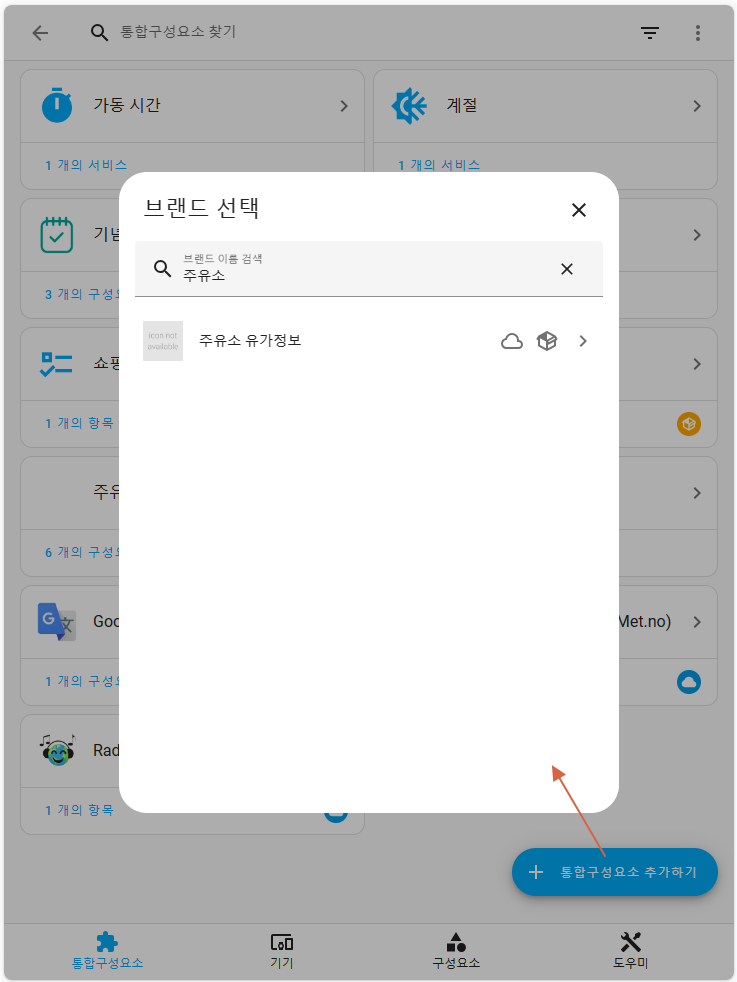 통합구성요소 찾기
가동 시간
계절
1 개의 서비스
1 개의 서비스
브랜드 선택
기념
브랜드 이름 검색
주유소
3 개의 구성
icon not
available
주유소 유가정보
쇼핑
1 개의 항목
주유
6 개의 구성
G 文
Goo
Met.no)
1 개의 구성
Rad
1 개의 항목
통합구성요소 추가하기
통합구성요소
기기
구성요소
도우미